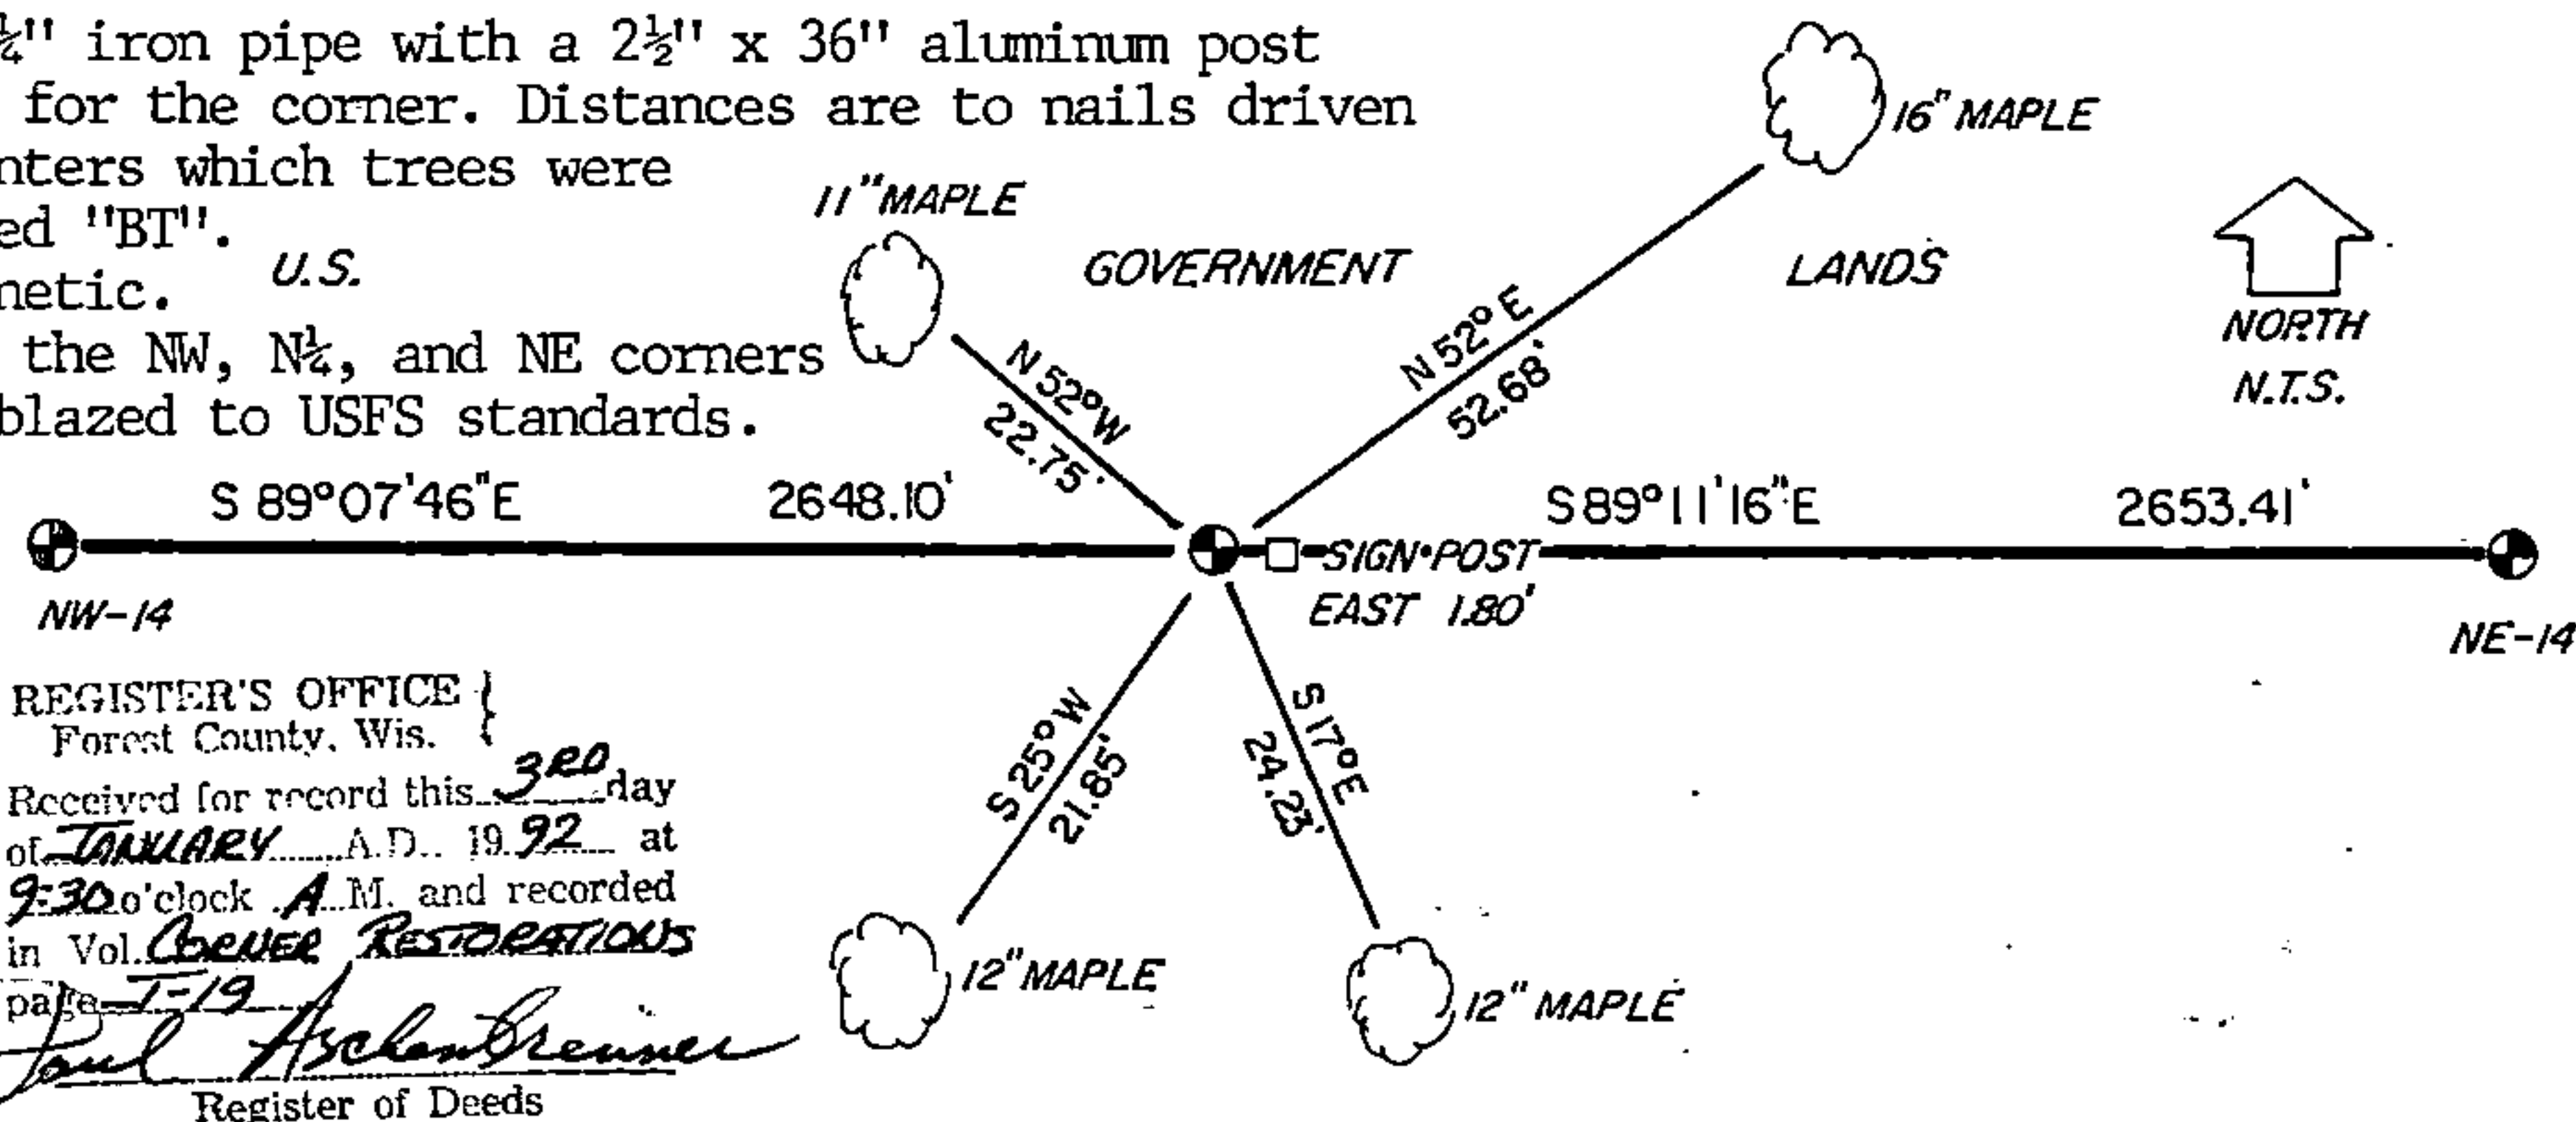 ¼" iron pipe with a 2½" x 36" aluminum post
for the corner. Distances are to nails driven
nters which trees were
ed "BT".
netic.
the NW, N¼, and NE corners
blazed to USFS standards.
16" MAPLE
11" MAPLE
U.S. GOVERNMENT LANDS
NORTH
N.T.S.
N 52° W
22.75'
N 52° E
52.68'
S 89°07'46"E 2648.10'
S 89°11'16"E 2653.41'
SIGN•POST
EAST 1.80'
NW-14
NE-14
S 25° W
21.85'
S 17° E
24.23'
12" MAPLE
12" MAPLE
REGISTER'S OFFICE
Forest County, Wis.
Received for record this 3RD day
of JANUARY A.D. 1992 at
9:30 o'clock A M. and recorded
in Vol. CORNER RESTORATIONS
page I-19
Paul Aschenbrenner
Register of Deeds